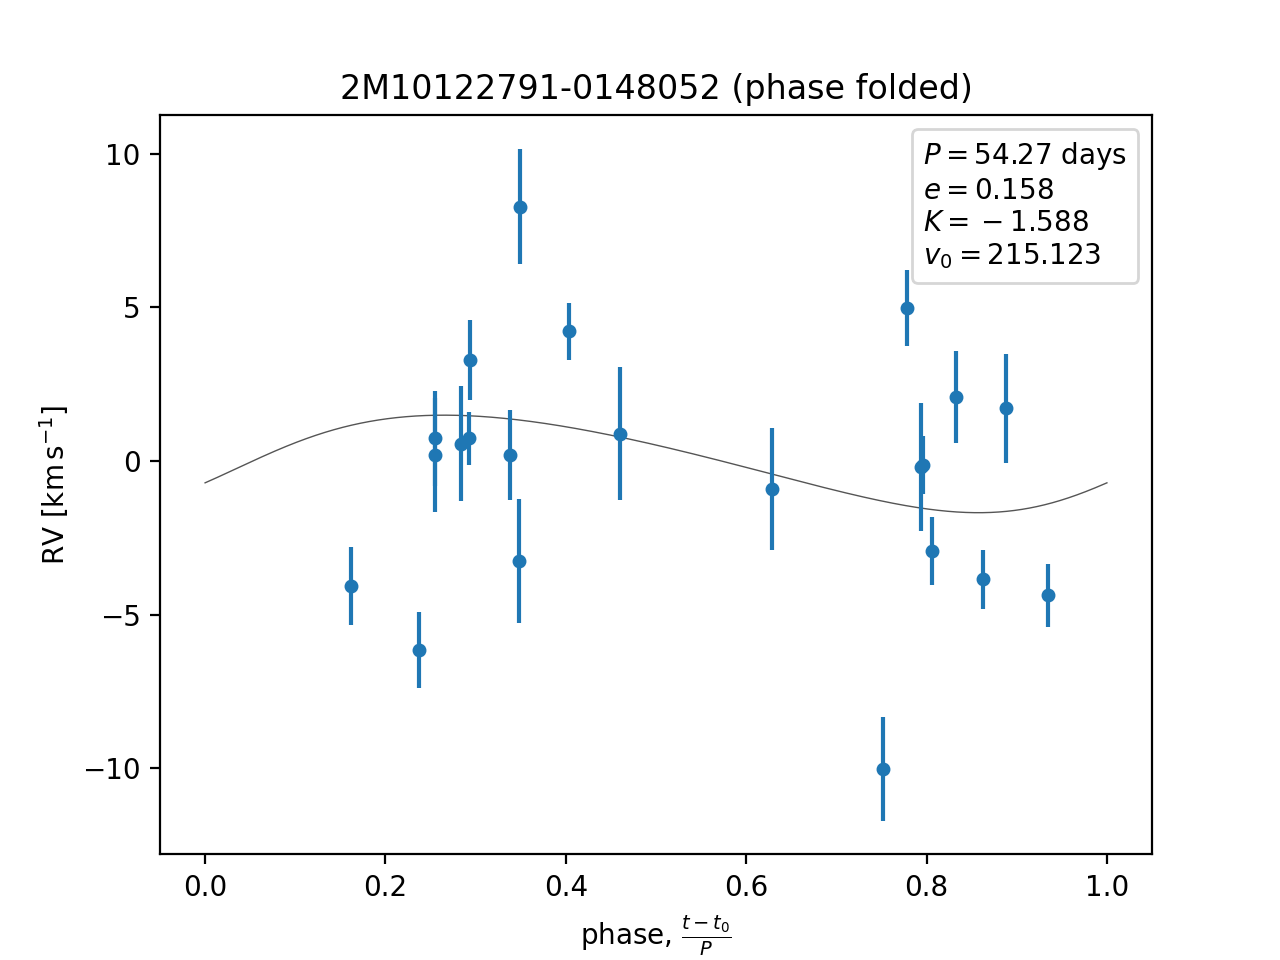 2M10122791-0148052 (phase folded)
P = 54.27 days
e = 0.158
K = −1.588
v₀ = 215.123
10
5
0
−5
−10
RV [km s⁻¹]
0.0 0.2 0.4 0.6 0.8 1.0
phase, (t − t₀)/P